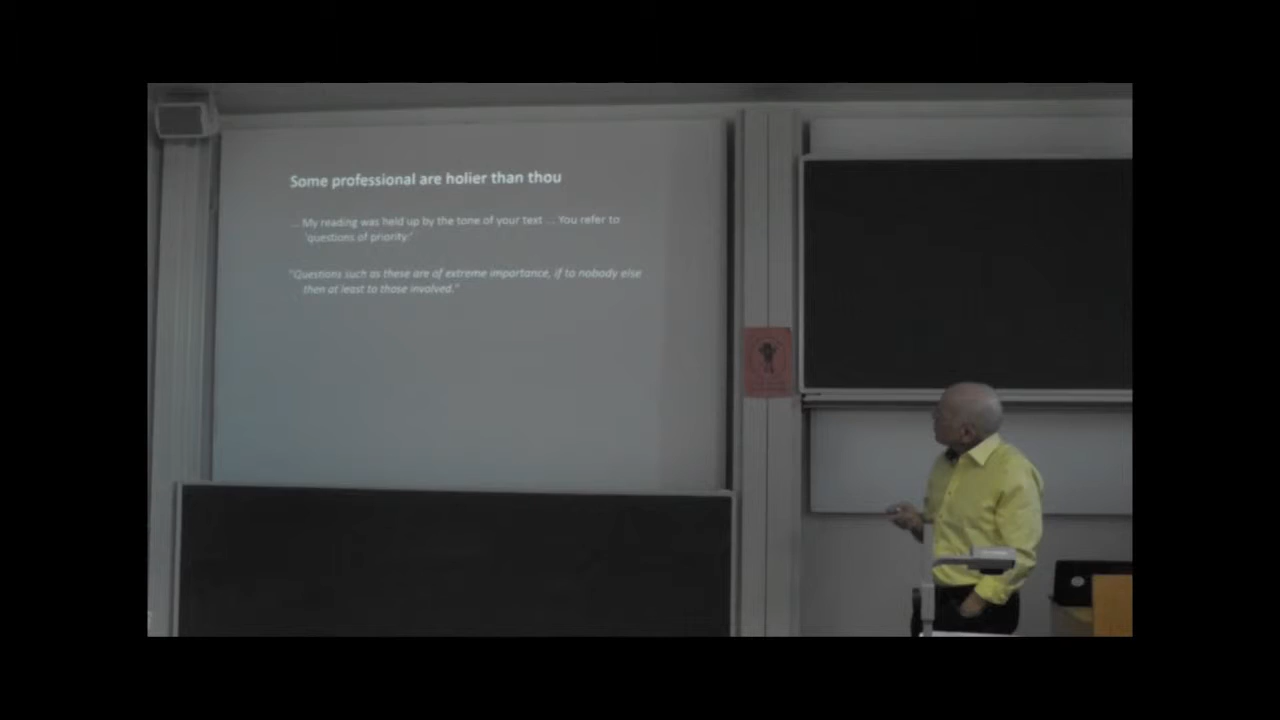 Some professional are holier than thou
... My reading was held up by the tone of your text ... You refer to
'questions of priority:'
"Questions such as these are of extreme importance, if to nobody else
then at least to those involved."